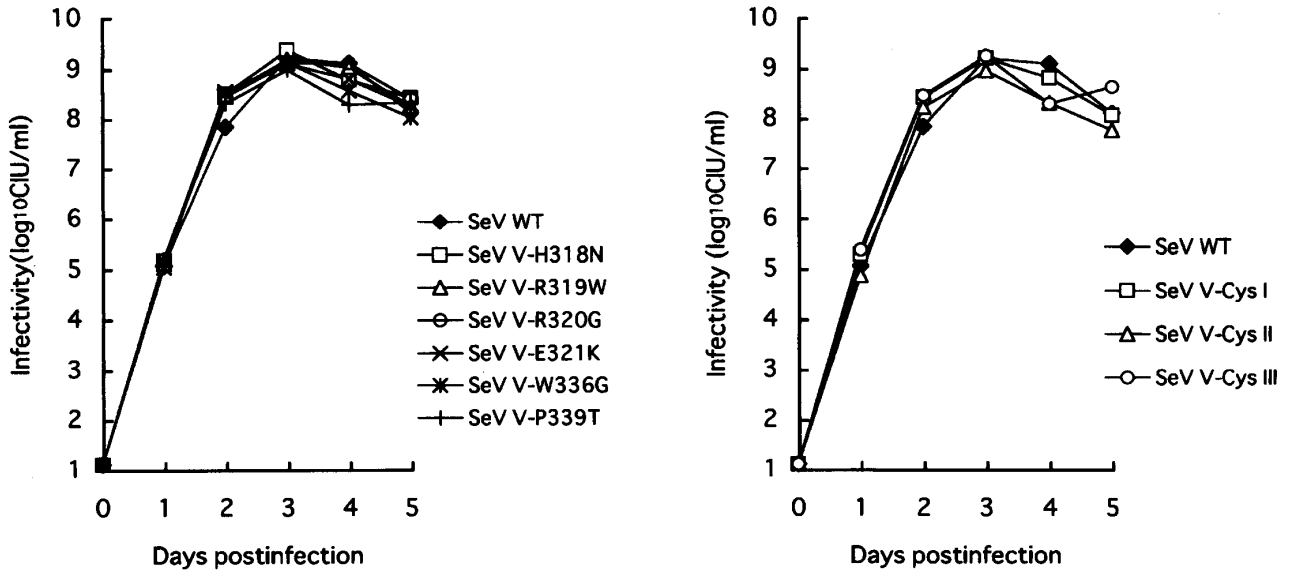 Infectivity(log10CIU/ml)
10
9
8
7
6
5
4
3
2
1
0 1 2 3 4 5
Days postinfection
SeV WT
SeV V-H318N
SeV V-R319W
SeV V-R320G
SeV V-E321K
SeV V-W336G
SeV V-P339T
Infectivity (log10CIU/ml)
10
9
8
7
6
5
4
3
2
1
0 1 2 3 4 5
Days postinfection
SeV WT
SeV V-Cys I
SeV V-Cys II
SeV V-Cys III